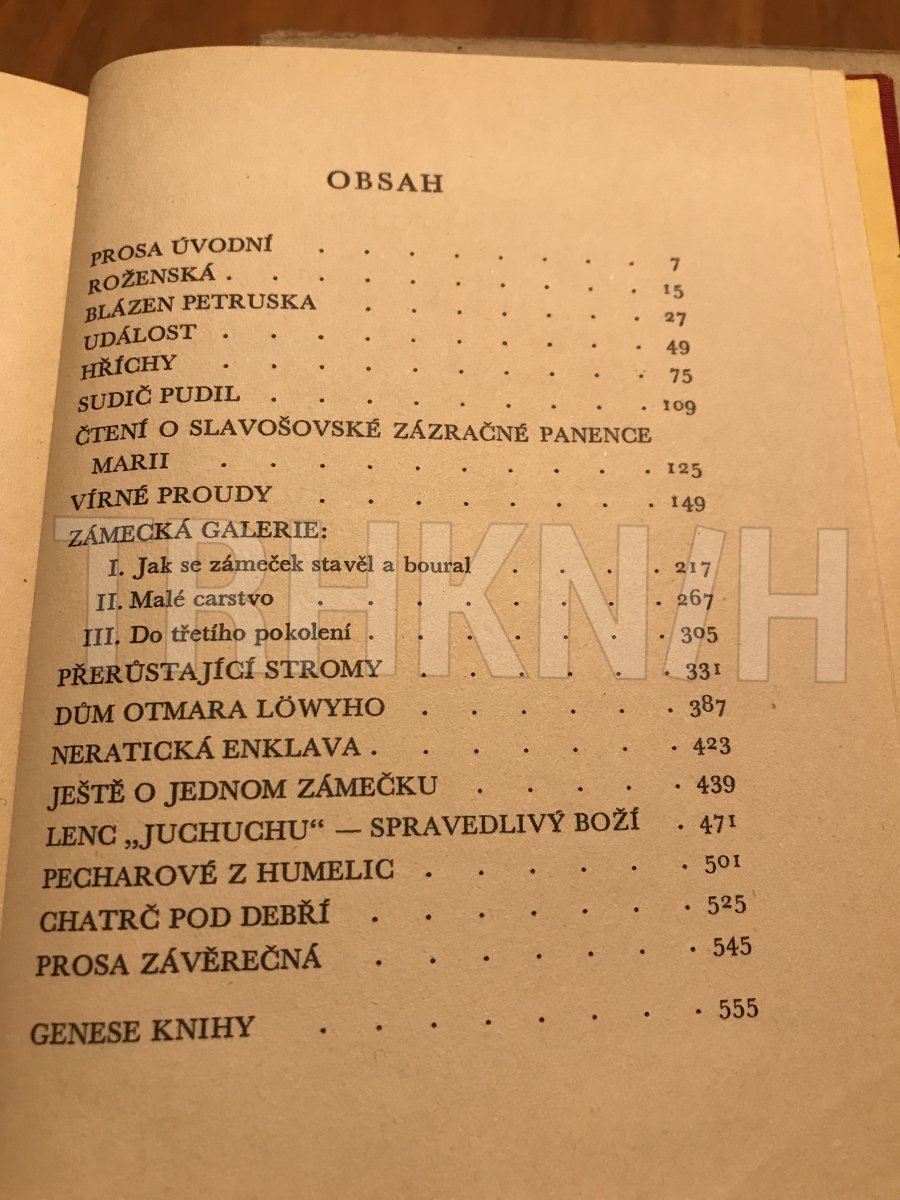 OBSAH
PROSA ÚVODNÍ . . . . . . . 7
ROŽENSKÁ . . . . . . . . . 15
BLÁZEN PETRUSKA . . . . . . 27
UDÁLOST . . . . . . . . . 49
HŘÍCHY . . . . . . . . . 75
SUDIČ PUDIL . . . . . . . . 109
ČTENÍ O SLAVOŠOVSKÉ ZÁZRAČNÉ PANENCE
MARII . . . . . . . . . 125
VÍRNÉ PROUDY . . . . . . . 149
ZÁMECKÁ GALERIE:
I. Jak se zámeček stavěl a boural . . . . 217
II. Malé carstvo . . . . . . . 267
III. Do třetího pokolení . . . . . . 305
PŘERŮSTAJÍCÍ STROMY . . . . . 331
DŮM OTMARA LÖWYHO . . . . . 387
NERATICKÁ ENKLAVA . . . . . . 423
JEŠTĚ O JEDNOM ZÁMEČKU . . . . 439
LENC „JUCHUCHU“ — SPRAVEDLIVÝ BOŽÍ . 471
PECHAROVÉ Z HUMELIC . . . . . 501
CHATRČ POD DEBŘÍ . . . . . . 525
PROSA ZÁVĚREČNÁ . . . . . . 545
GENESE KNIHY . . . . . . . 555
TRHKN/H